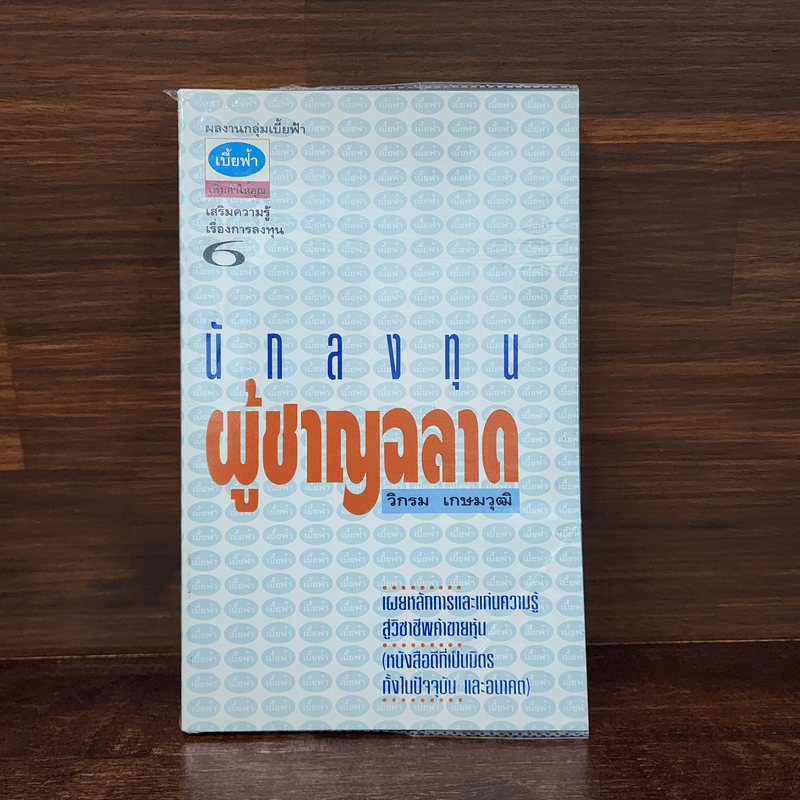 ผลงานกลุ่มเบี้ยฟ้า
เบี้ยฟ้า
เพิ่มค่าให้คุณ
เสริมความรู้
เรื่องการลงทุน
6
นักลงทุน
ผู้ชาญฉลาด
วิกรม เกษมวุฒิ
เผยหลักการและแก่นความรู้
สู่วิชาชีพค้าขายหุ้น
(หนังสือดีที่เป็นมิตร
ทั้งในปัจจุบัน และอนาคต)